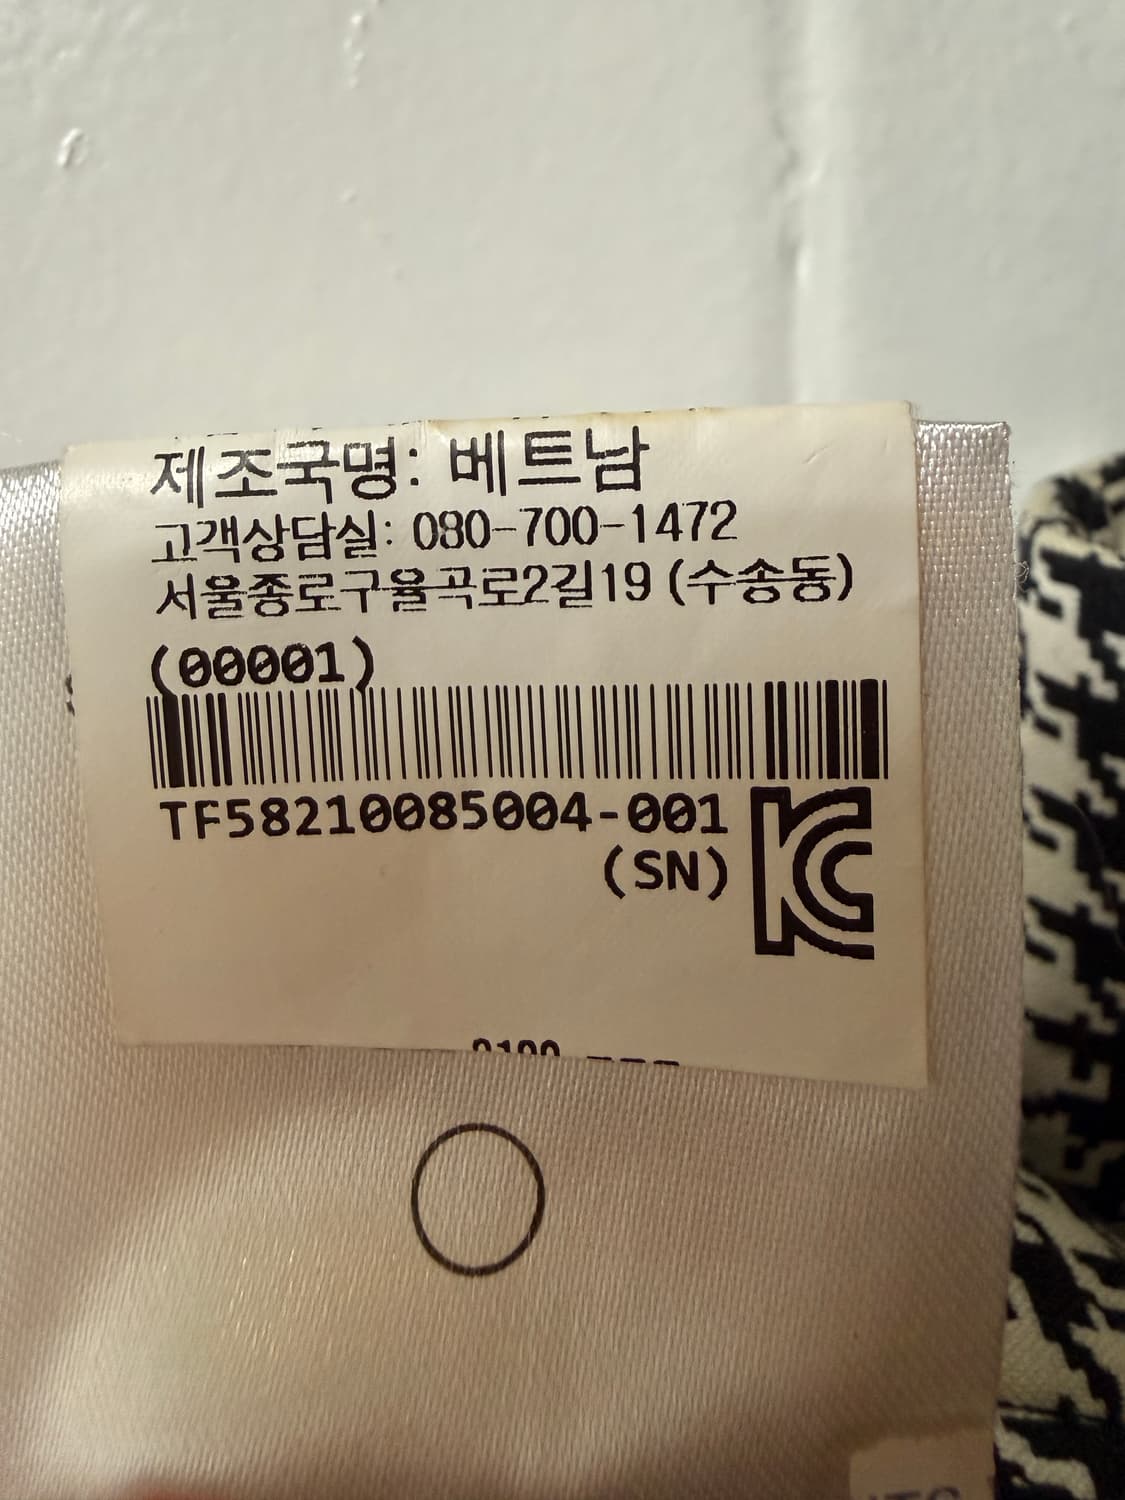 제조국명: 베트남
고객상담실: 080-700-1472
서울종로구율곡로2길19 (수송동)
(00001)
TF58210085004-001
(SN)
KC